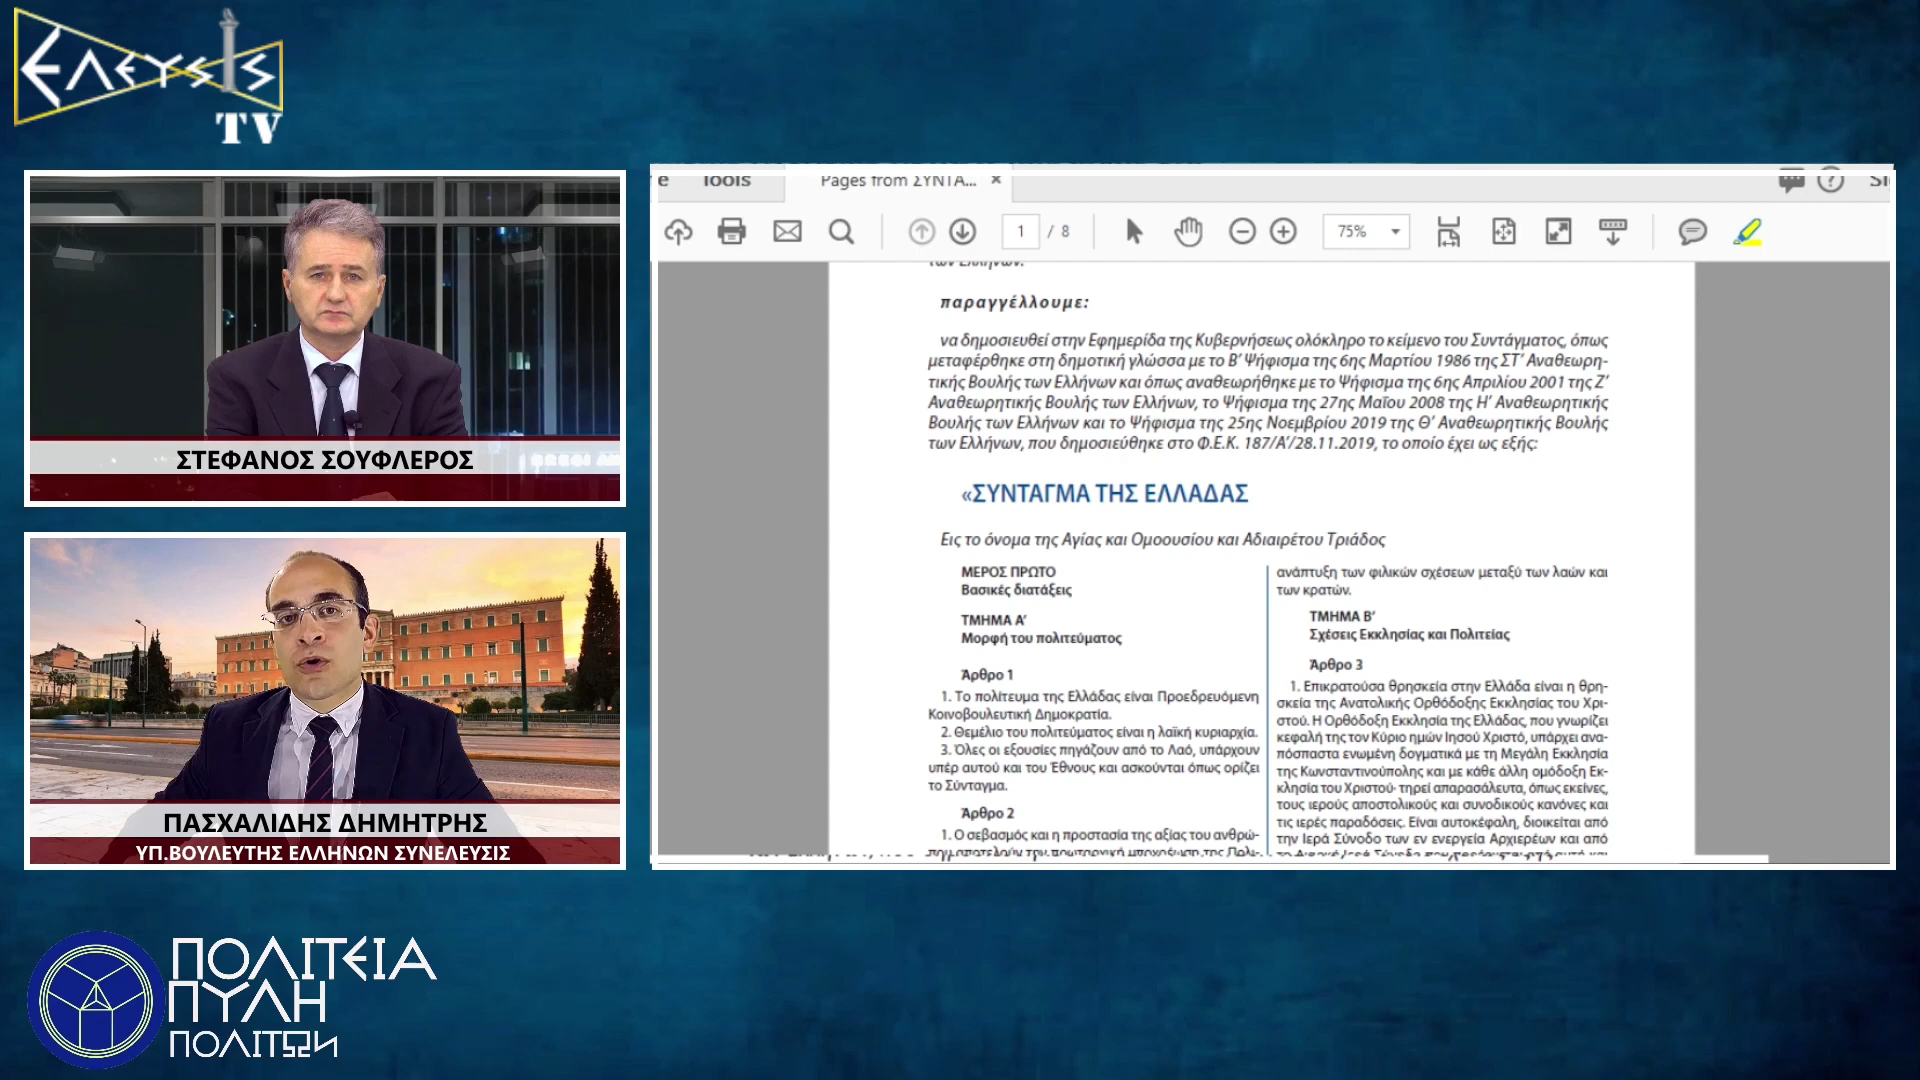 ΕΛΕΥΣΙΣ
TV
ΣΤΕΦΑΝΟΣ ΣΟΥΦΛΕΡΟΣ
ΠΑΣΧΑΛΙΔΗΣ ΔΗΜΗΤΡΗΣ
ΥΠ.ΒΟΥΛΕΥΤΗΣ ΕΛΛΗΝΩΝ ΣΥΝΕΛΕΥΣΙΣ
ΠΟΛΙΤΕΙΑ
ΠΥΛΗ
ΠΟΛΙΤΩΝ
e Tools Pages from ΣΥΝΤΑ... ×
1 / 8 75%
των Ελλήνων.
παραγγέλλουμε:
να δημοσιευθεί στην Εφημερίδα της Κυβερνήσεως ολόκληρο το κείμενο του Συντάγματος, όπως
μεταφέρθηκε στη δημοτική γλώσσα με το Β’ Ψήφισμα της 6ης Μαρτίου 1986 της ΣΤ’ Αναθεωρη-
τικής Βουλής των Ελλήνων και όπως αναθεωρήθηκε με το Ψήφισμα της 6ης Απριλίου 2001 της Ζ’
Αναθεωρητικής Βουλής των Ελλήνων, το Ψήφισμα της 27ης Μαΐου 2008 της Η’ Αναθεωρητικής
Βουλής των Ελλήνων και το Ψήφισμα της 25ης Νοεμβρίου 2019 της Θ’ Αναθεωρητικής Βουλής
των Ελλήνων, που δημοσιεύθηκε στο Φ.Ε.Κ. 187/Α’/28.11.2019, το οποίο έχει ως εξής:
«ΣΥΝΤΑΓΜΑ ΤΗΣ ΕΛΛΑΔΑΣ
Εις το όνομα της Αγίας και Ομοουσίου και Αδιαιρέτου Τριάδος
ΜΕΡΟΣ ΠΡΩΤΟ
Βασικές διατάξεις
ΤΜΗΜΑ Α’
Μορφή του πολιτεύματος
Άρθρο 1
1. Το πολίτευμα της Ελλάδας είναι Προεδρευόμενη
Κοινοβουλευτική Δημοκρατία.
2. Θεμέλιο του πολιτεύματος είναι η λαϊκή κυριαρχία.
3. Όλες οι εξουσίες πηγάζουν από το Λαό, υπάρχουν
υπέρ αυτού και του Έθνους και ασκούνται όπως ορίζει
το Σύνταγμα.
Άρθρο 2
1. Ο σεβασμός και η προστασία της αξίας του ανθρώ-
που αποτελούν την πρωταρχική υποχρέωση της Πολι-
ανάπτυξη των φιλικών σχέσεων μεταξύ των λαών και
των κρατών.
ΤΜΗΜΑ Β’
Σχέσεις Εκκλησίας και Πολιτείας
Άρθρο 3
1. Επικρατούσα θρησκεία στην Ελλάδα είναι η θρη-
σκεία της Ανατολικής Ορθόδοξης Εκκλησίας του Χρι-
στού. Η Ορθόδοξη Εκκλησία της Ελλάδας, που γνωρίζει
κεφαλή της τον Κύριο ημών Ιησού Χριστό, υπάρχει ανα-
πόσπαστα ενωμένη δογματικά με τη Μεγάλη Εκκλησία
της Κωνσταντινούπολης και με κάθε άλλη ομόδοξη Εκ-
κλησία του Χριστού· τηρεί απαρασάλευτα, όπως εκείνες,
τους ιερούς αποστολικούς και συνοδικούς κανόνες και
τις ιερές παραδόσεις. Είναι αυτοκέφαλη, διοικείται από
την Ιερά Σύνοδο των εν ενεργεία Αρχιερέων και από